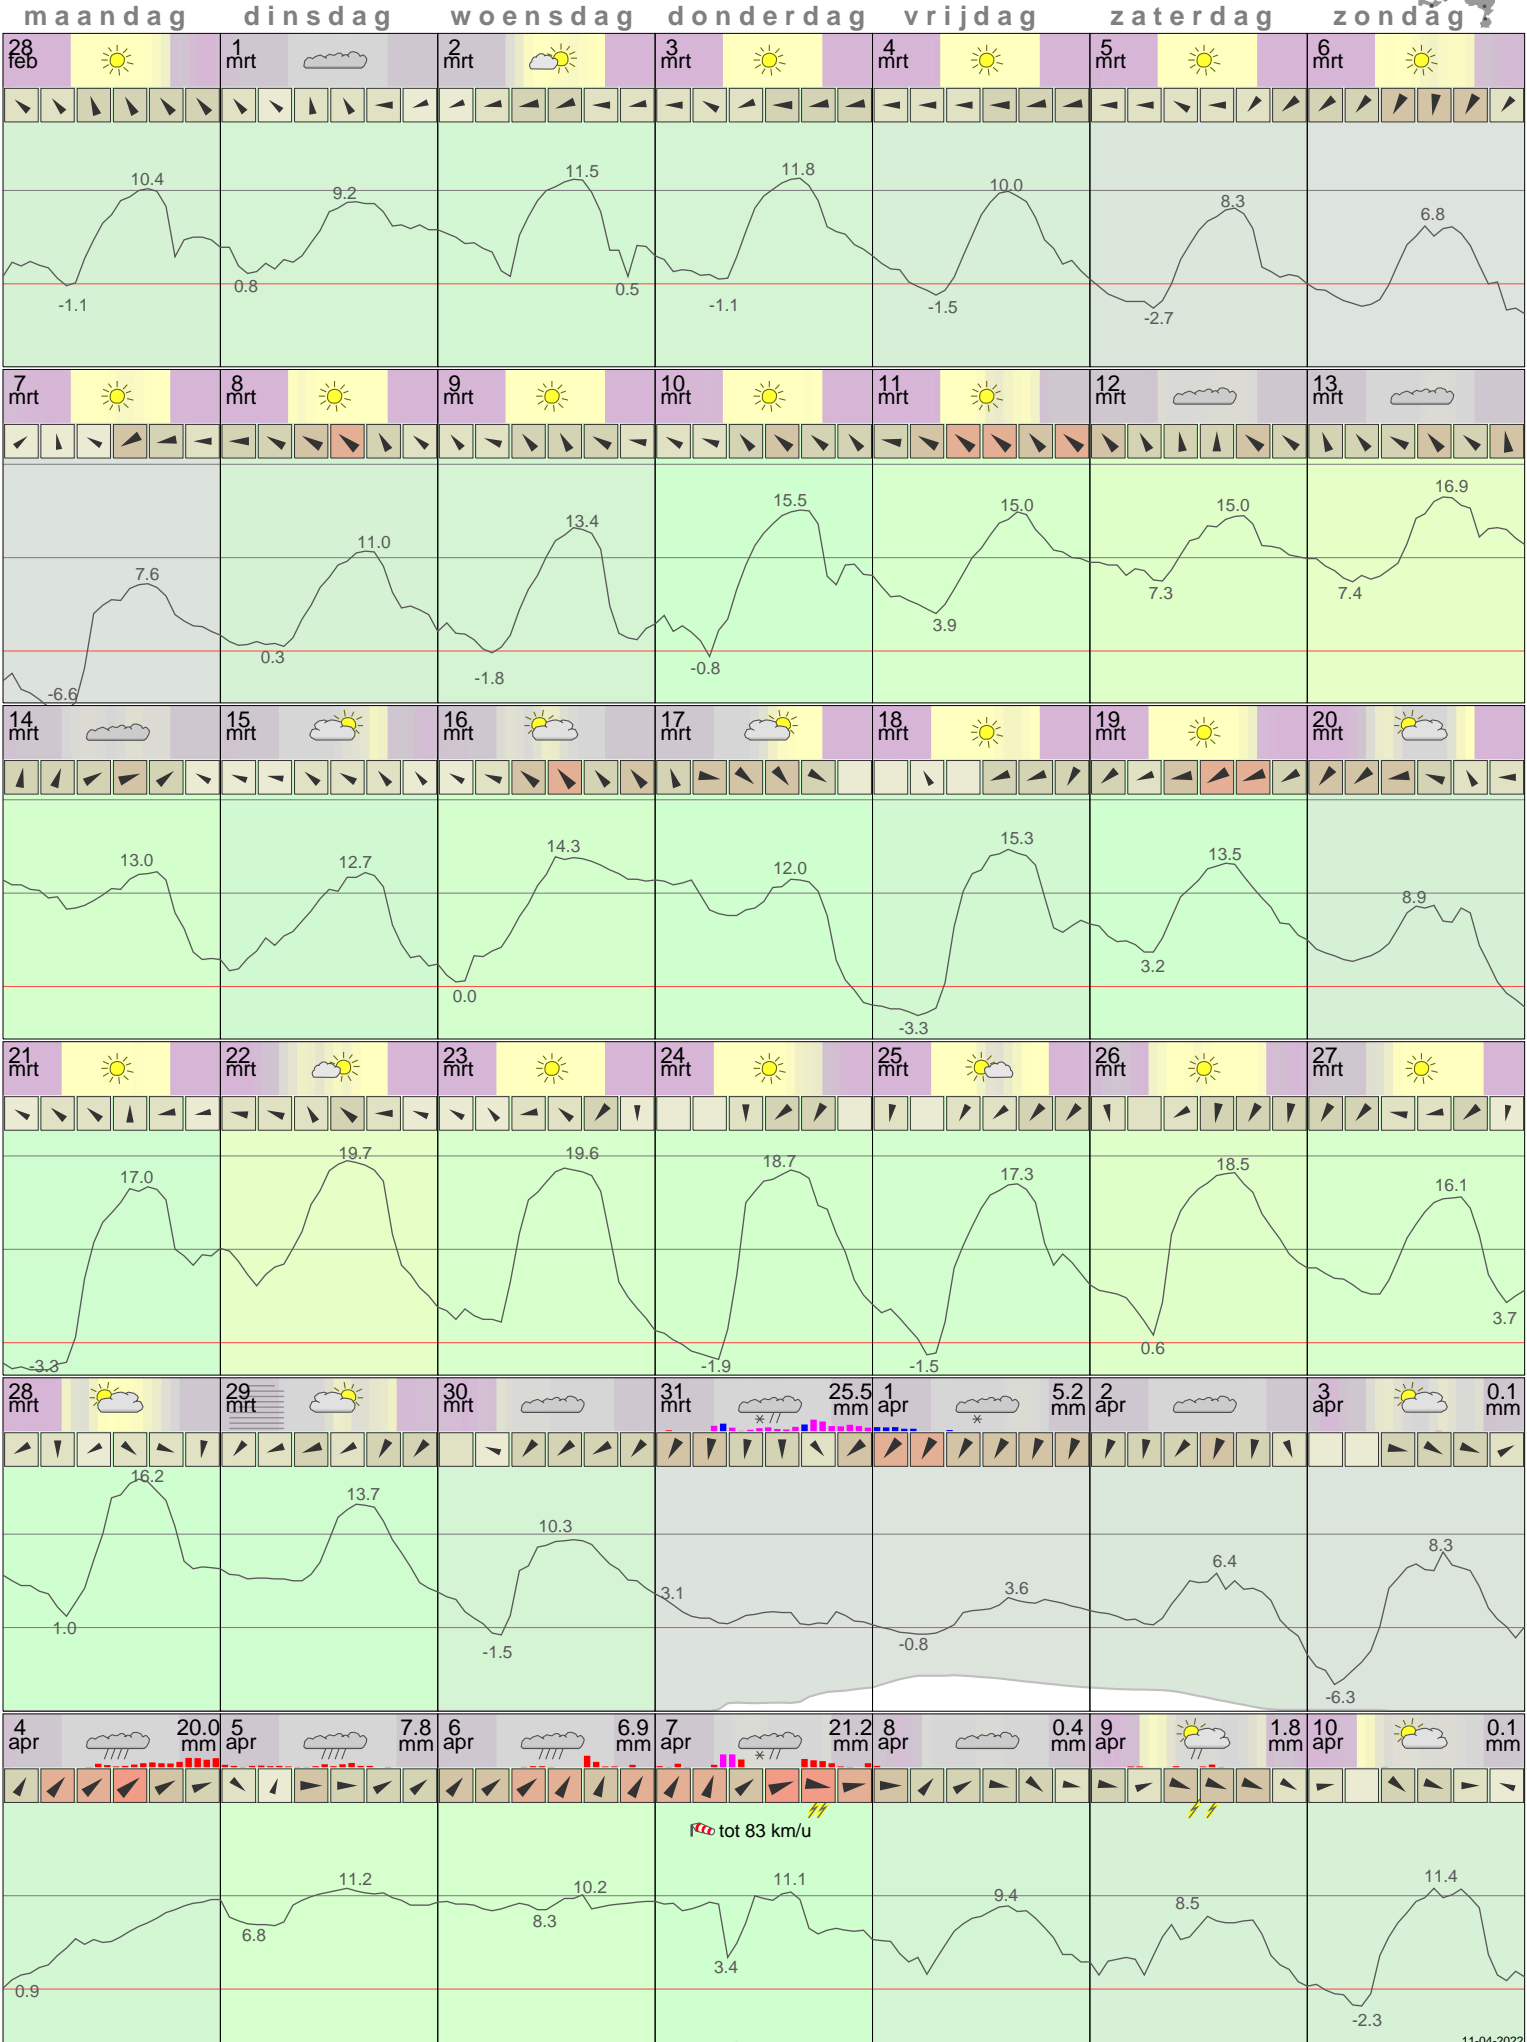 maandag dinsdag woensdag donderdag vrijdag zaterdag zondag
28 feb 1 mrt 2 mrt 3 mrt 4 mrt 5 mrt 6 mrt
10.4 9.2 11.5 11.8 10.0 8.3 6.8
-1.1 0.8 0.5 -1.1 -1.5 -2.7
7 mrt 8 mrt 9 mrt 10 mrt 11 mrt 12 mrt 13 mrt
7.6 11.0 13.4 15.5 15.0 15.0 16.9
-6.6 0.3 -1.8 -0.8 3.9 7.3 7.4
14 mrt 15 mrt 16 mrt 17 mrt 18 mrt 19 mrt 20 mrt
13.0 12.7 14.3 12.0 15.3 13.5 8.9
0.0 -3.3 3.2
21 mrt 22 mrt 23 mrt 24 mrt 25 mrt 26 mrt 27 mrt
17.0 19.7 19.6 18.7 17.3 18.5 16.1
-3.3 -1.9 -1.5 0.6 3.7
28 mrt 29 mrt 30 mrt 31 mrt 25.5 mm 1 apr 5.2 mm 2 apr 3 apr 0.1 mm
16.2 13.7 10.3 3.1 3.6 6.4 8.3
1.0 -1.5 -0.8 -6.3
4 apr 20.0 mm 5 apr 7.8 mm 6 apr 6.9 mm 7 apr 21.2 mm 8 apr 0.4 mm 9 apr 1.8 mm 10 apr 0.1 mm
tot 83 km/u
11.2 10.2 11.1 9.4 8.5 11.4
0.9 6.8 8.3 3.4 -2.3
11-04-2022